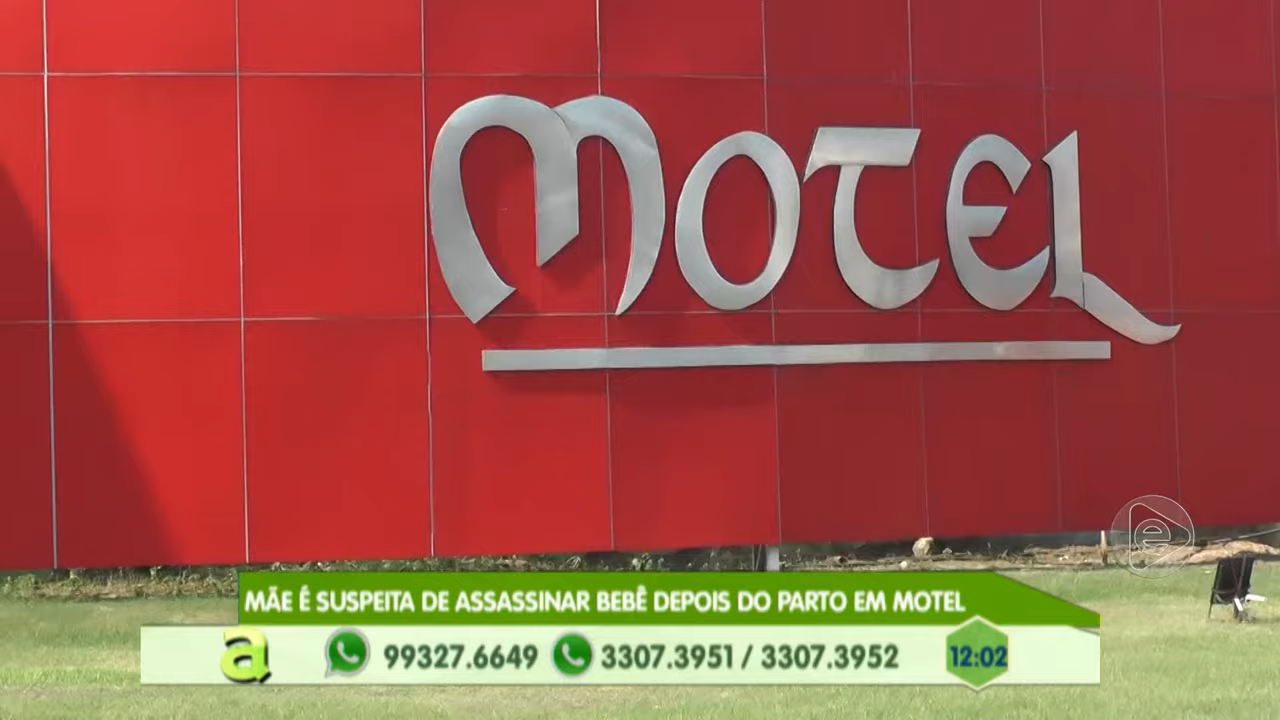 MOTEL
e
MÃE É SUSPEITA DE ASSASSINAR BEBÊ DEPOIS DO PARTO EM MOTEL
a 99327.6649 3307.3951 / 3307.3952 12:02